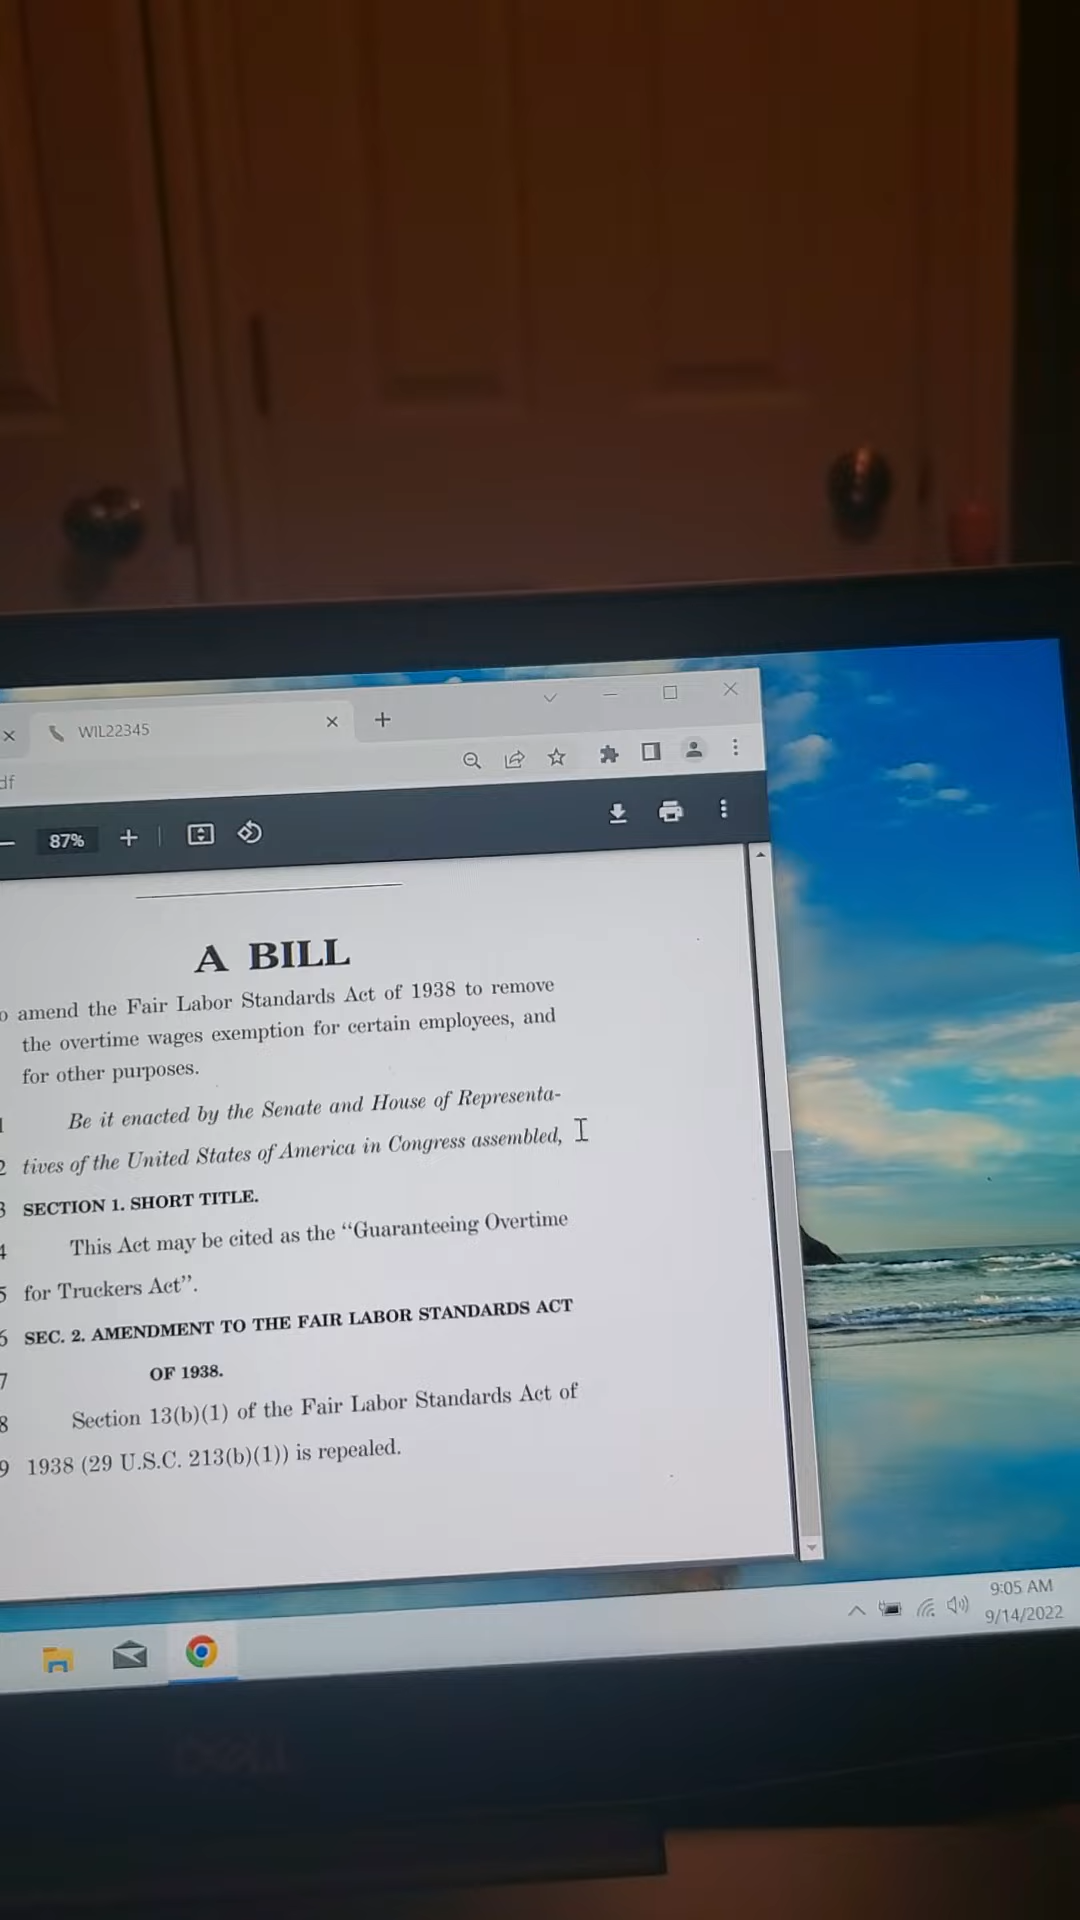 WIL22345
df
87%
A BILL
o amend the Fair Labor Standards Act of 1938 to remove
the overtime wages exemption for certain employees, and
for other purposes.
1 Be it enacted by the Senate and House of Representa-
2 tives of the United States of America in Congress assembled,
3 SECTION 1. SHORT TITLE.
4 This Act may be cited as the “Guaranteeing Overtime
5 for Truckers Act”.
6 SEC. 2. AMENDMENT TO THE FAIR LABOR STANDARDS ACT
7 OF 1938.
8 Section 13(b)(1) of the Fair Labor Standards Act of
9 1938 (29 U.S.C. 213(b)(1)) is repealed.
9:05 AM
9/14/2022
DELL